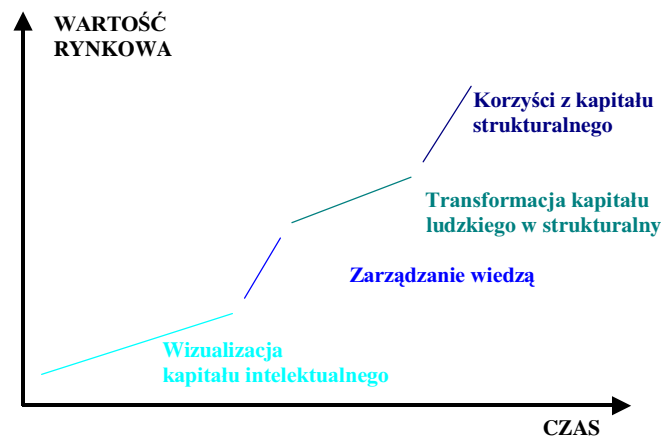 WARTOŚĆ
RYNKOWA
Korzyści z kapitału
strukturalnego
Transformacja kapitału
ludzkiego w strukturalny
Zarządzanie wiedzą
Wizualizacja
kapitału intelektualnego
CZAS